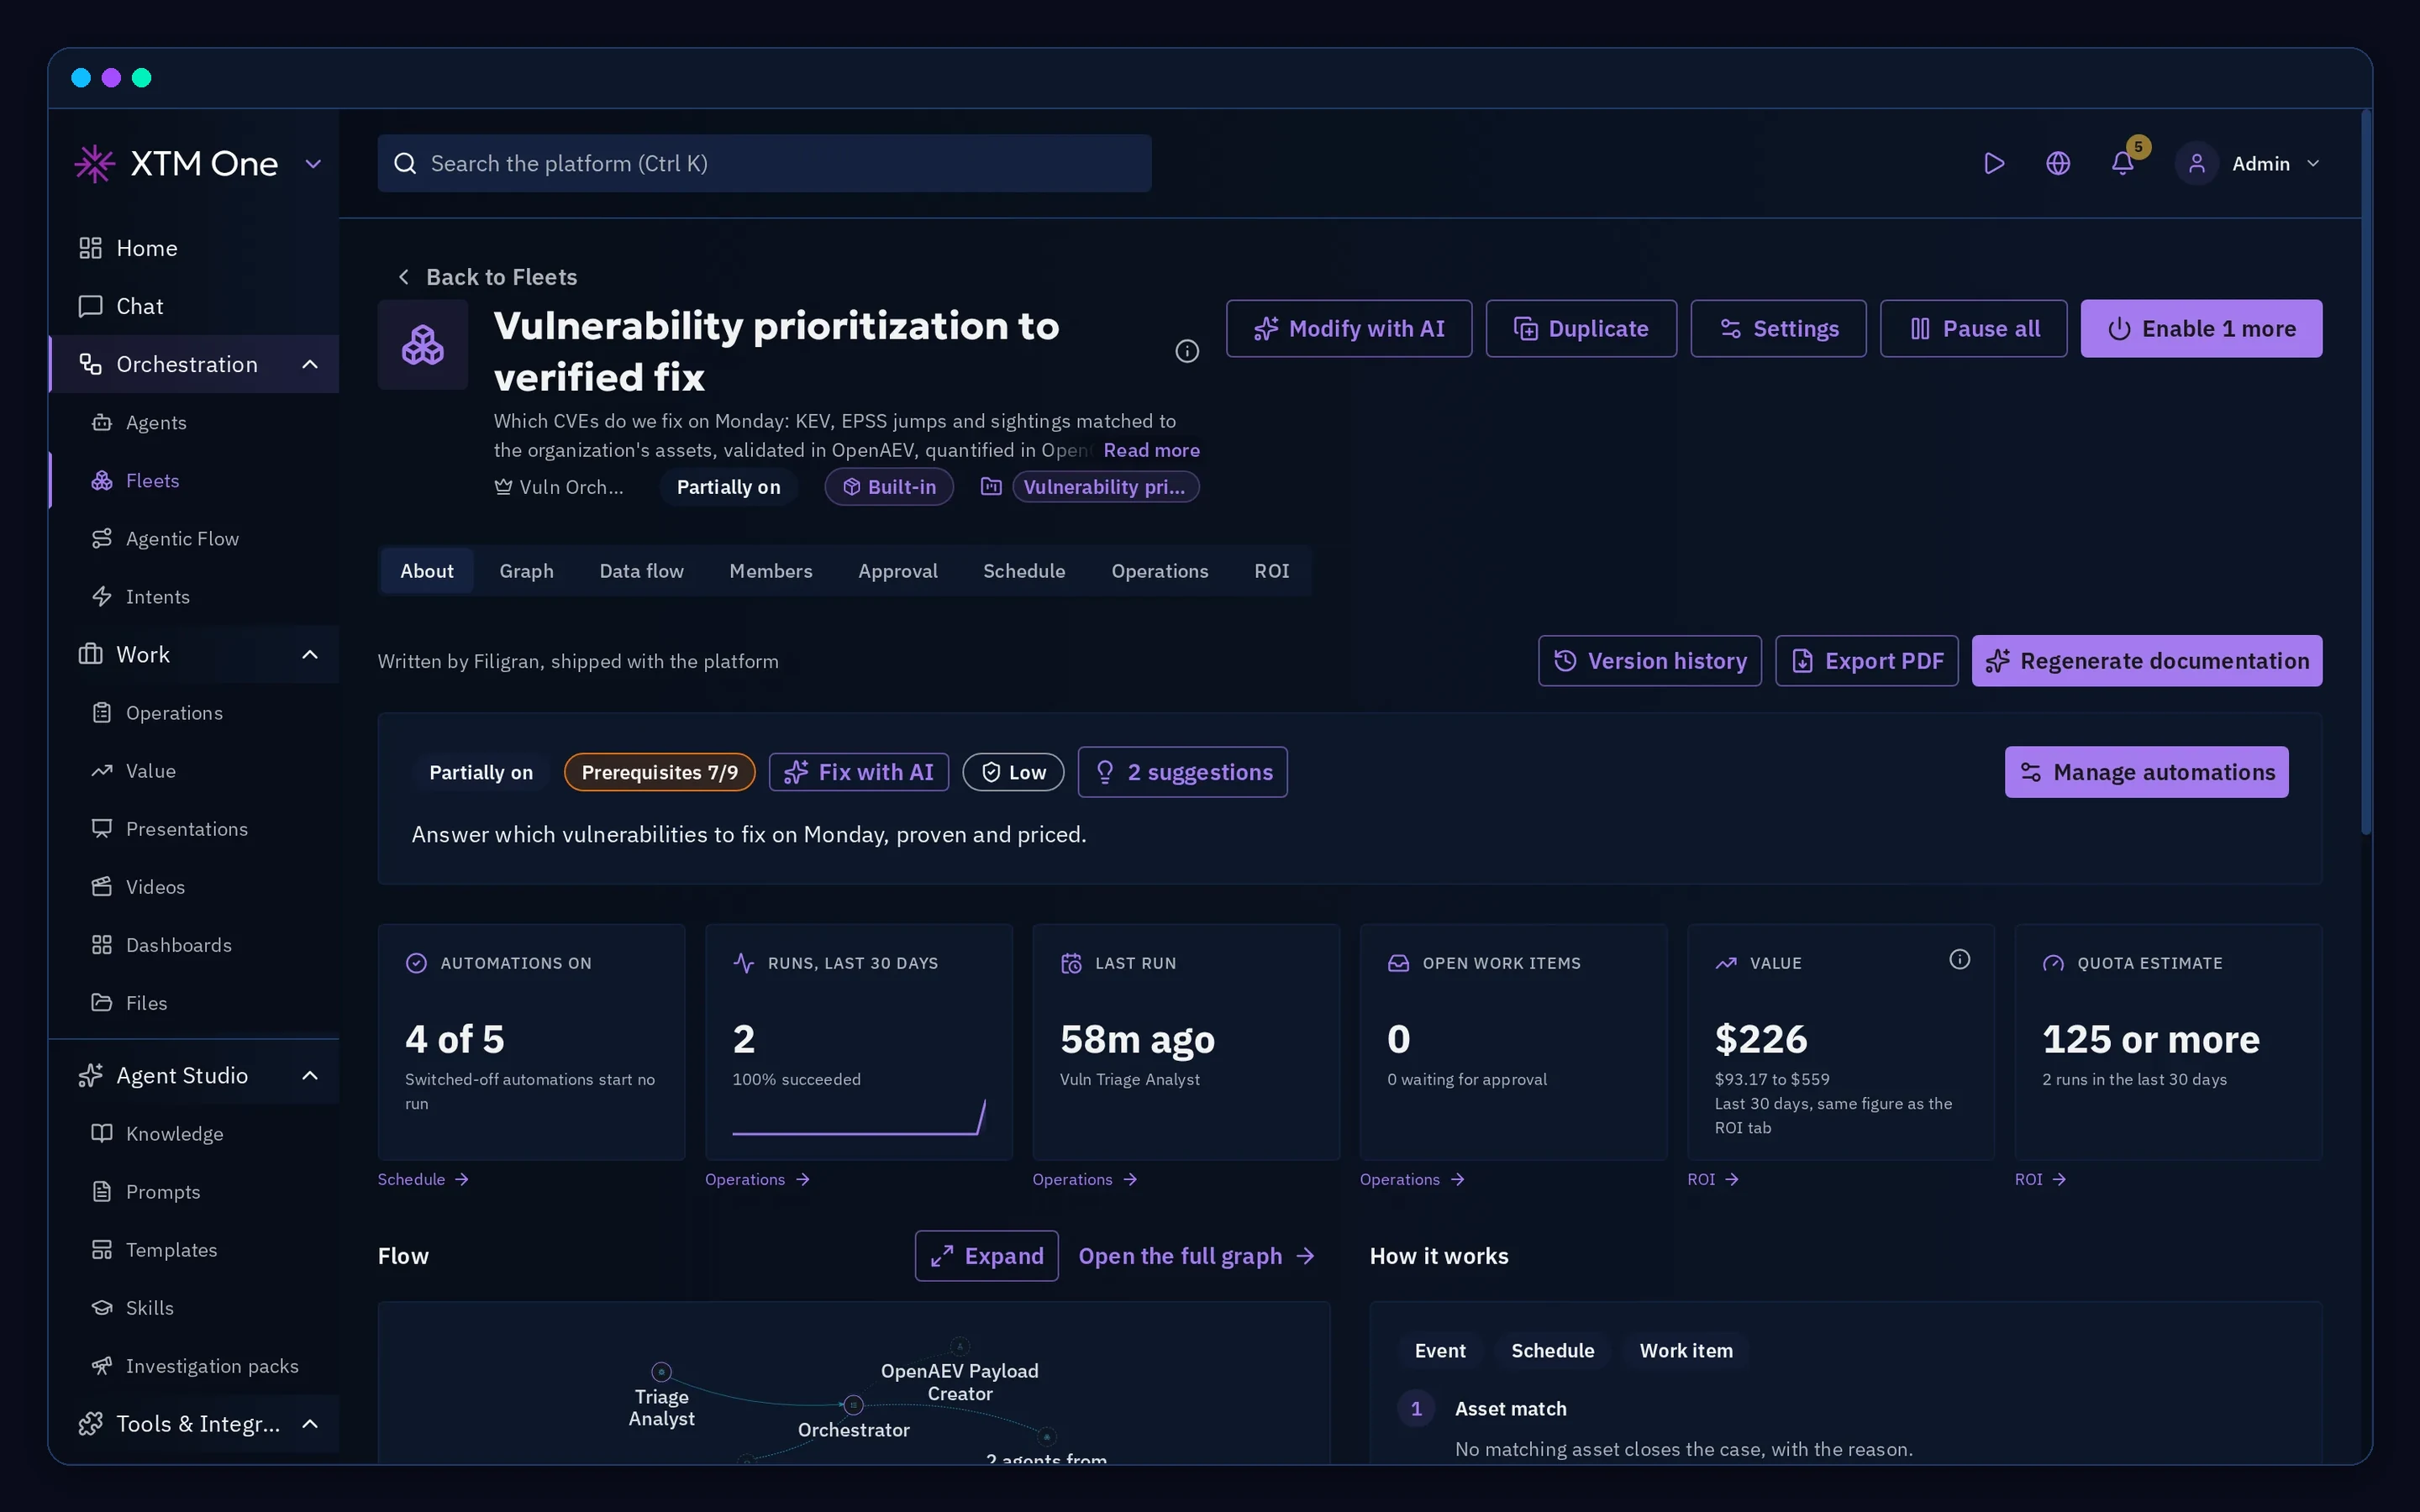 XTM One
Search the platform (Ctrl K)
5
Admin
Home
Chat
Orchestration
Agents
Fleets
Agentic Flow
Intents
Work
Operations
Value
Presentations
Videos
Dashboards
Files
Agent Studio
Knowledge
Prompts
Templates
Skills
Investigation packs
Tools & Integr...
Back to Fleets
Vulnerability prioritization to
verified fix
Modify with AI
Duplicate
Settings
Pause all
Enable 1 more
Which CVEs do we fix on Monday: KEV, EPSS jumps and sightings matched to
the organization's assets, validated in OpenAEV, quantified in Open Read more
Vuln Orch...
Partially on
Built-in
Vulnerability pri...
About
Graph
Data flow
Members
Approval
Schedule
Operations
ROI
Written by Filigran, shipped with the platform
Version history
Export PDF
Regenerate documentation
Partially on
Prerequisites 7/9
Fix with AI
Low
2 suggestions
Manage automations
Answer which vulnerabilities to fix on Monday, proven and priced.
AUTOMATIONS ON
4 of 5
Switched-off automations start no
run
Schedule
RUNS, LAST 30 DAYS
2
100% succeeded
Operations
LAST RUN
58m ago
Vuln Triage Analyst
Operations
OPEN WORK ITEMS
0
0 waiting for approval
Operations
VALUE
$226
$93.17 to $559
Last 30 days, same figure as the
ROI tab
ROI
QUOTA ESTIMATE
125 or more
2 runs in the last 30 days
ROI
Flow
Expand
Open the full graph
Triage
Analyst
OpenAEV Payload
Creator
Orchestrator
2 agents from
How it works
Event
Schedule
Work item
1
Asset match
No matching asset closes the case, with the reason.